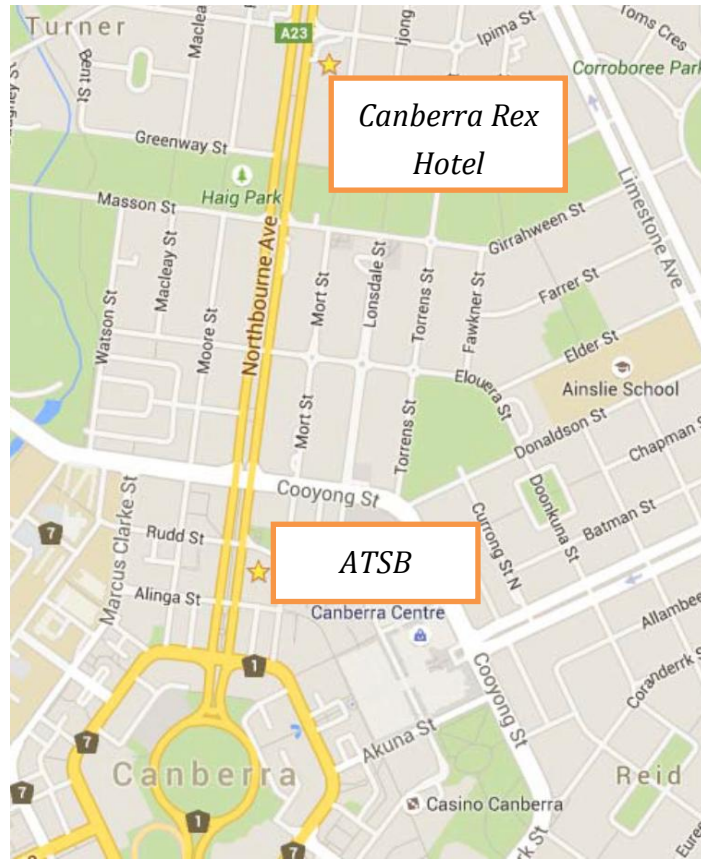 Turner
A23
Ipima St
Toms Cres
Corroboree Park
Bent St
Ijong
Canberra Rex
Hotel
Greenway St
Haig Park
Limestone Ave
Masson St
Girrahween St
Northbourne Ave
Macleay St
Mort St
Lonsdale St
Torrens St
Fawkner St
Farrer St
Watson St
Moore St
Elder St
Ainslie School
Elouera St
Mort St
Torrens St
Donaldson St
Chapman
Cooyong St
Doonkuna St
Batman St
Currong St N
Marcus Clarke St
7
Rudd St
ATSB
Alinga St
Canberra Centre
Allambee
1
Cooyong St
Coranderrk St
Akuna St
7
Canberra
Reid
7
1
Casino Canberra
rk St
7